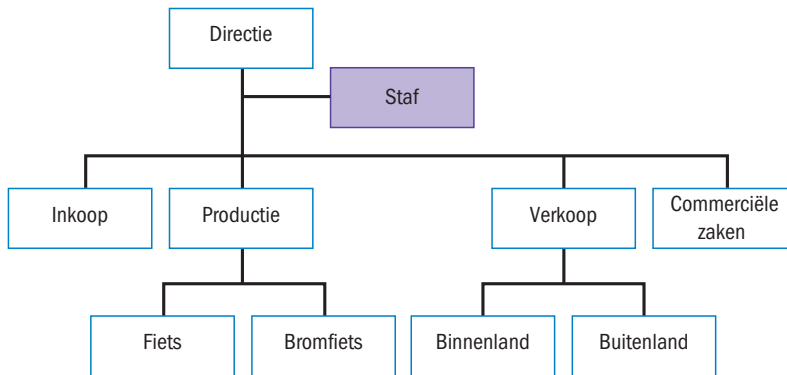 Directie
Staf
Inkoop
Productie
Verkoop
Commerciële
zaken
Fiets
Bromfiets
Binnenland
Buitenland